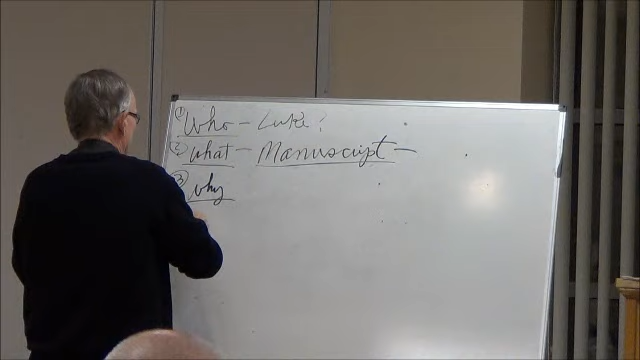 ① Who - Luke?
② What - Manuscript -
③ Why